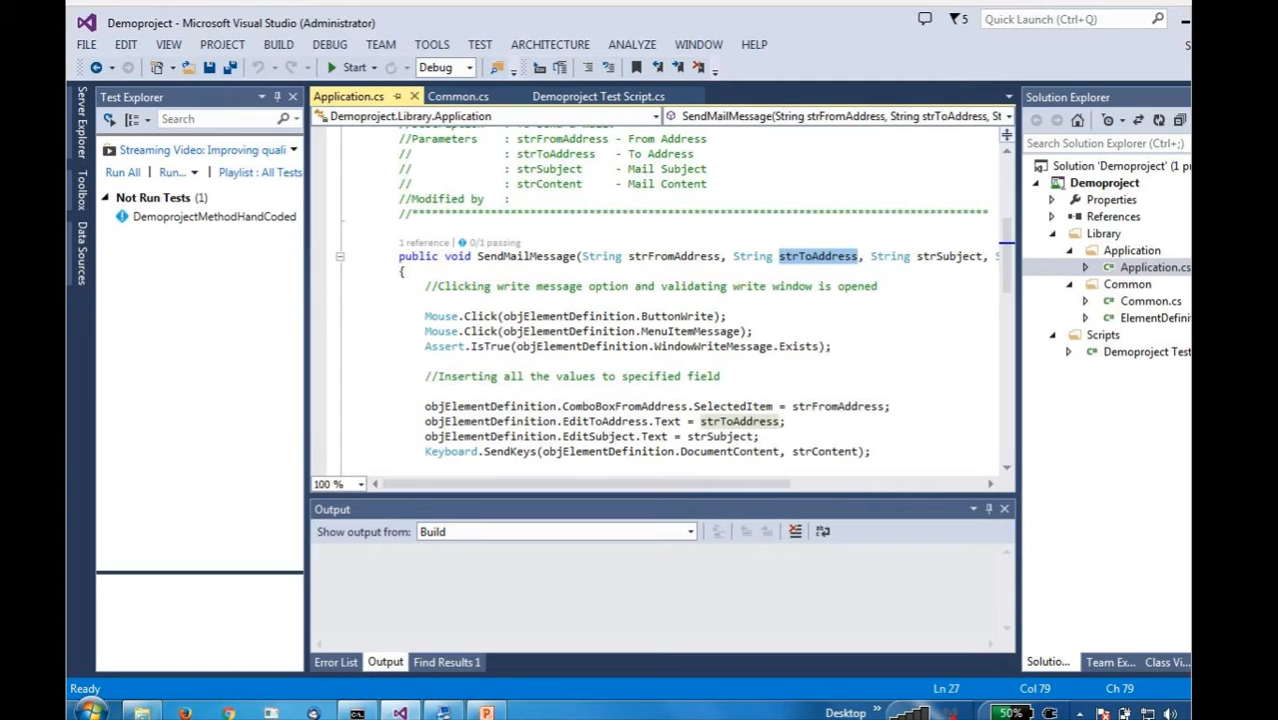 Demoproject - Microsoft Visual Studio (Administrator)
5
Quick Launch (Ctrl+Q)
FILE EDIT VIEW PROJECT BUILD DEBUG TEAM TOOLS TEST ARCHITECTURE ANALYZE WINDOW HELP
Start Debug
Server Explorer
Toolbox
Data Sources
Test Explorer
Search
Streaming Video: Improving quali
Run All Run... Playlist : All Tests
Not Run Tests (1)
DemoprojectMethodHandCoded
Application.cs Common.cs Demoproject Test Script.cs
Demoproject.Library.Application SendMailMessage(String strFromAddress, String strToAddress, St
//Parameters : strFromAddress - From Address
// : strToAddress - To Address
// : strSubject - Mail Subject
// : strContent - Mail Content
//Modified by :
//*****************************************************************************************
1 reference | 0/1 passing
public void SendMailMessage(String strFromAddress, String strToAddress, String strSubject, S
{
//Clicking write message option and validating write window is opened
Mouse.Click(objElementDefinition.ButtonWrite);
Mouse.Click(objElementDefinition.MenuItemMessage);
Assert.IsTrue(objElementDefinition.WindowWriteMessage.Exists);
//Inserting all the values to specified field
objElementDefinition.ComboBoxFromAddress.SelectedItem = strFromAddress;
objElementDefinition.EditToAddress.Text = strToAddress;
objElementDefinition.EditSubject.Text = strSubject;
Keyboard.SendKeys(objElementDefinition.DocumentContent, strContent);
100 %
Output
Show output from: Build
Error List Output Find Results 1
Solution Explorer
Search Solution Explorer (Ctrl+;)
Solution 'Demoproject' (1 pr
Demoproject
Properties
References
Library
Application
Application.cs
Common
Common.cs
ElementDefini
Scripts
Demoproject Test
Solutio... Team Ex... Class Vi...
Ready Ln 27 Col 79 Ch 79
Desktop 50%